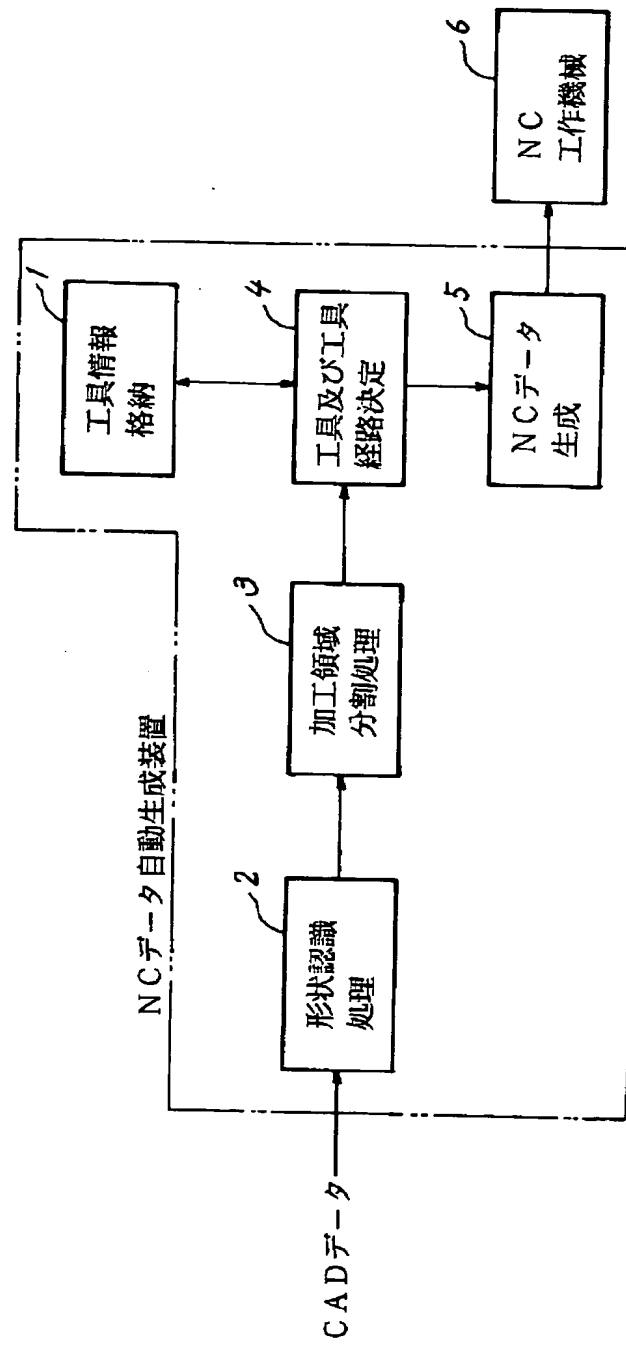 NCデータ自動生成装置
CADデータ
2
形状認識
処理
3
加工領域
分割処理
1
工具情報
格納
4
工具及び工具
経路決定
5
NCデータ
生成
6
NC
工作機械